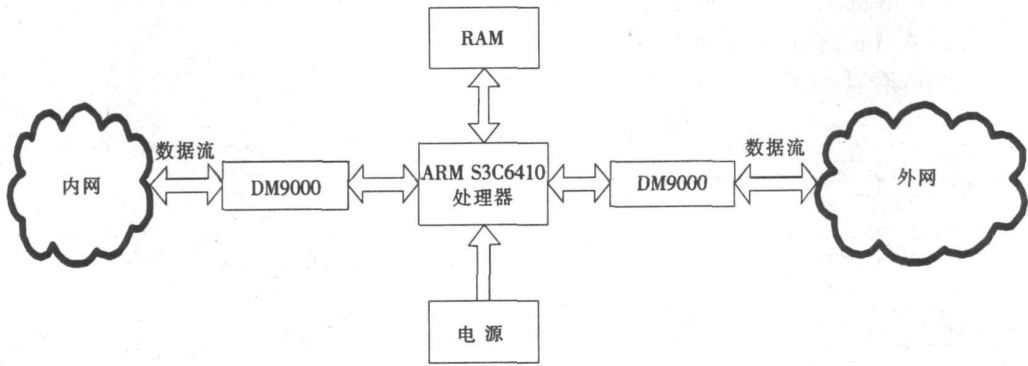 RAM
数据流
数据流
内网
DM9000
ARM S3C6410
处理器
DM9000
外网
电 源